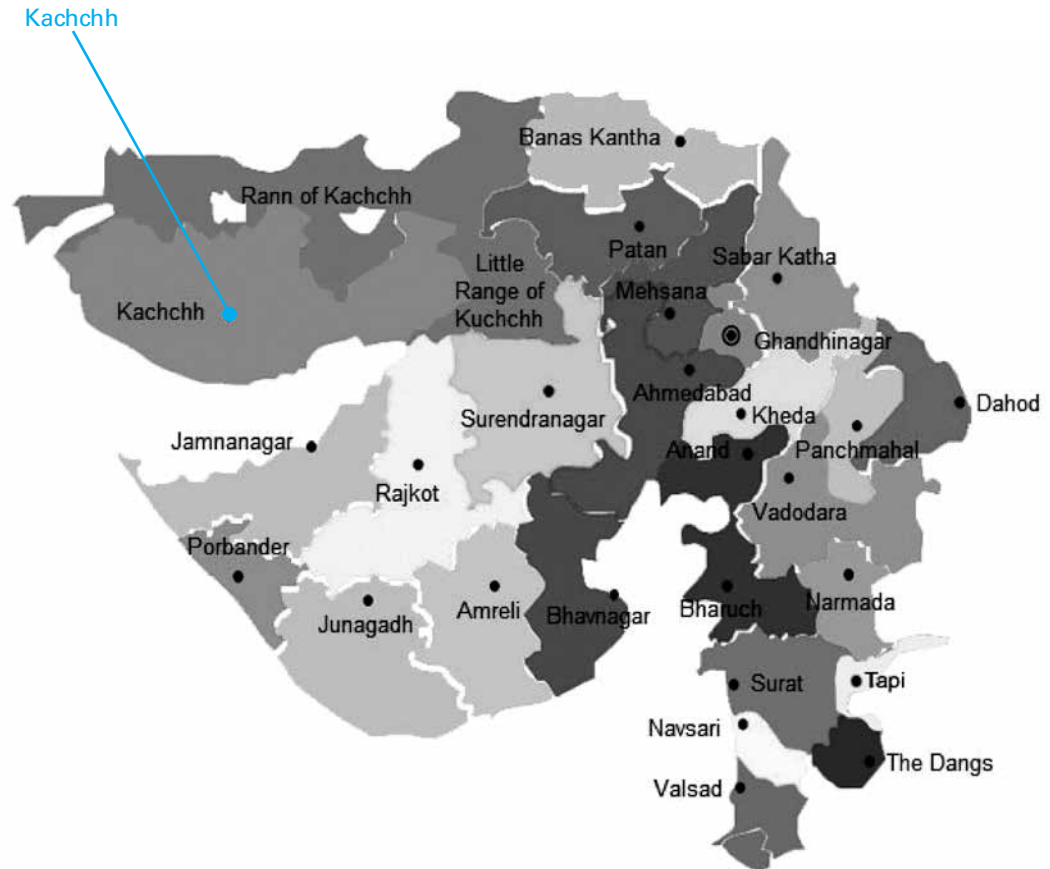 Kachchh
Banas Kantha
Rann of Kachchh
Patan
Sabar Katha
Little
Range of
Kuchchh
Mehsana
Kachchh
Ghandhinagar
Ahmedabad
Dahod
Surendranagar
Kheda
Jamnanagar
Anand
Panchmahal
Rajkot
Vadodara
Porbander
Junagadh
Amreli
Bhavnagar
Bharuch
Narmada
Surat
Tapi
Navsari
The Dangs
Valsad